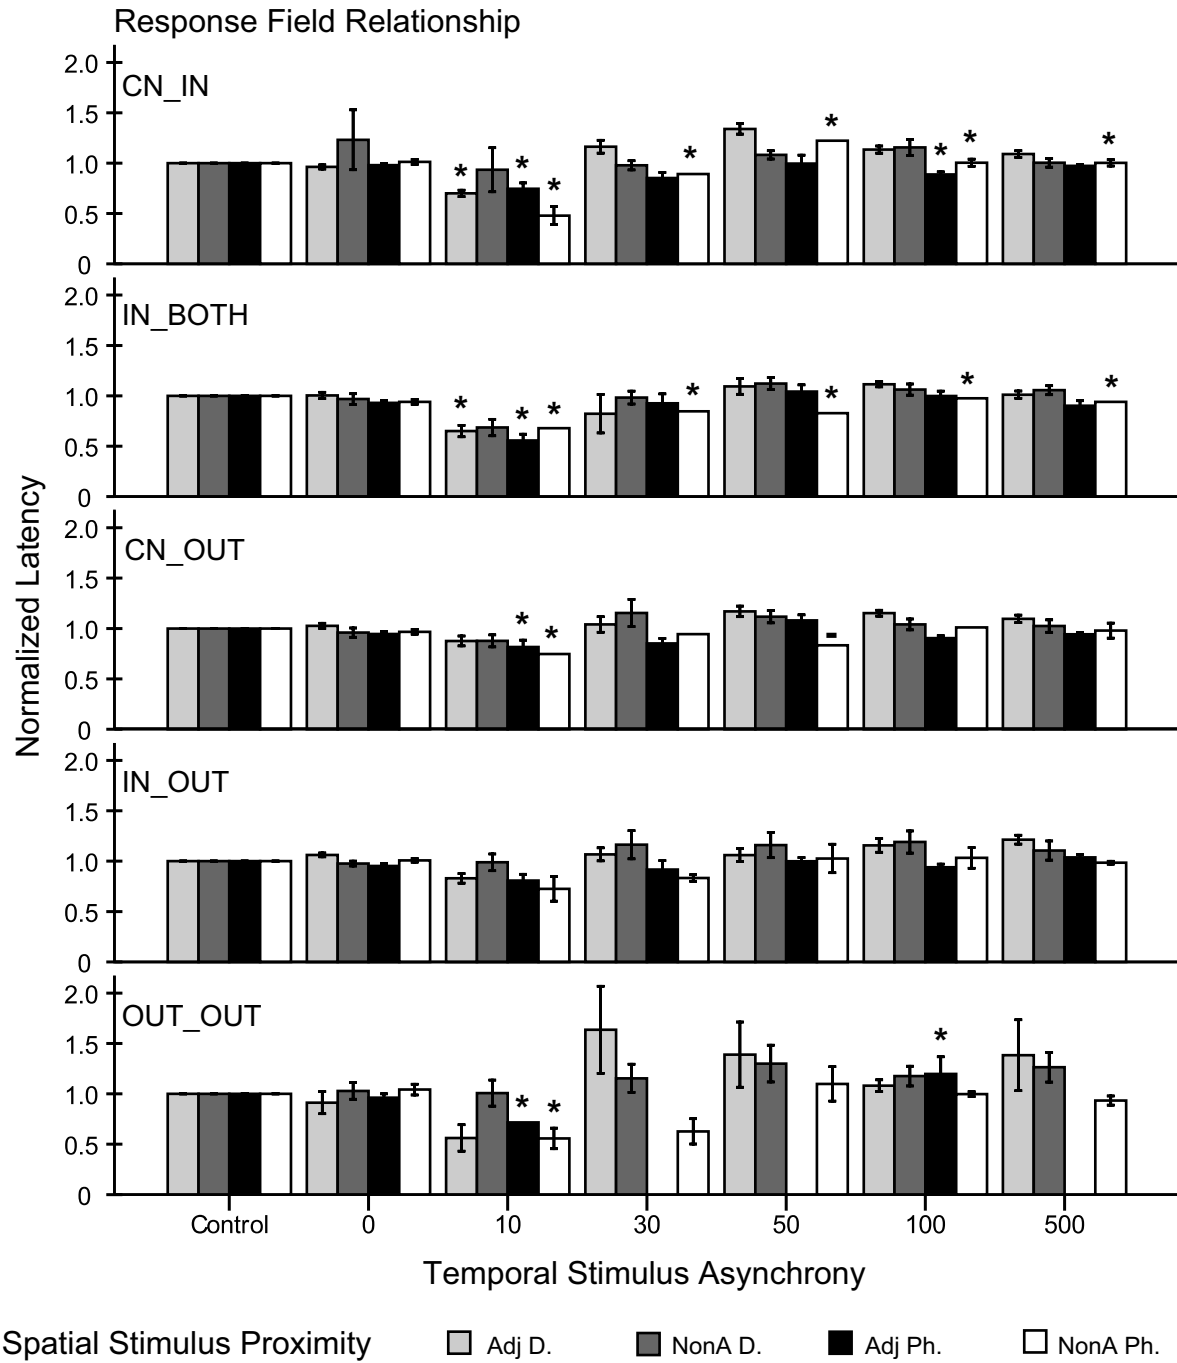 Response Field Relationship
CN_IN
2.0
1.5
1.0
0.5
0
* * * * * * * *
IN_BOTH
2.0
1.5
1.0
0.5
0
* * * * * * *
CN_OUT
2.0
1.5
1.0
0.5
0
* *
IN_OUT
2.0
1.5
1.0
0.5
0
OUT_OUT
2.0
1.5
1.0
0.5
0
* * *
Normalized Latency
Control 0 10 30 50 100 500
Temporal Stimulus Asynchrony
Spatial Stimulus Proximity Adj D. NonA D. Adj Ph. NonA Ph.